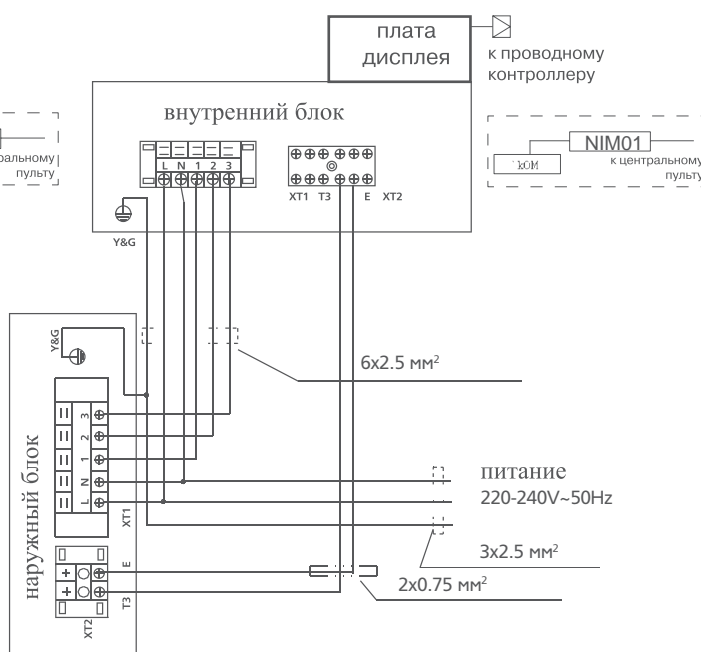 плата
дисплея
к проводному
контроллеру
внутренний блок
ральному
пульту
NIM01
kOM
к центральному
пульту
L N 1 2 3
XT1 T3 E XT2
Y&G
Y&G
6x2.5 мм²
наружный блок
3
2
1
N
L
XT1
питание
220-240V~50Hz
3x2.5 мм²
E
T3
2x0.75 мм²
XT2